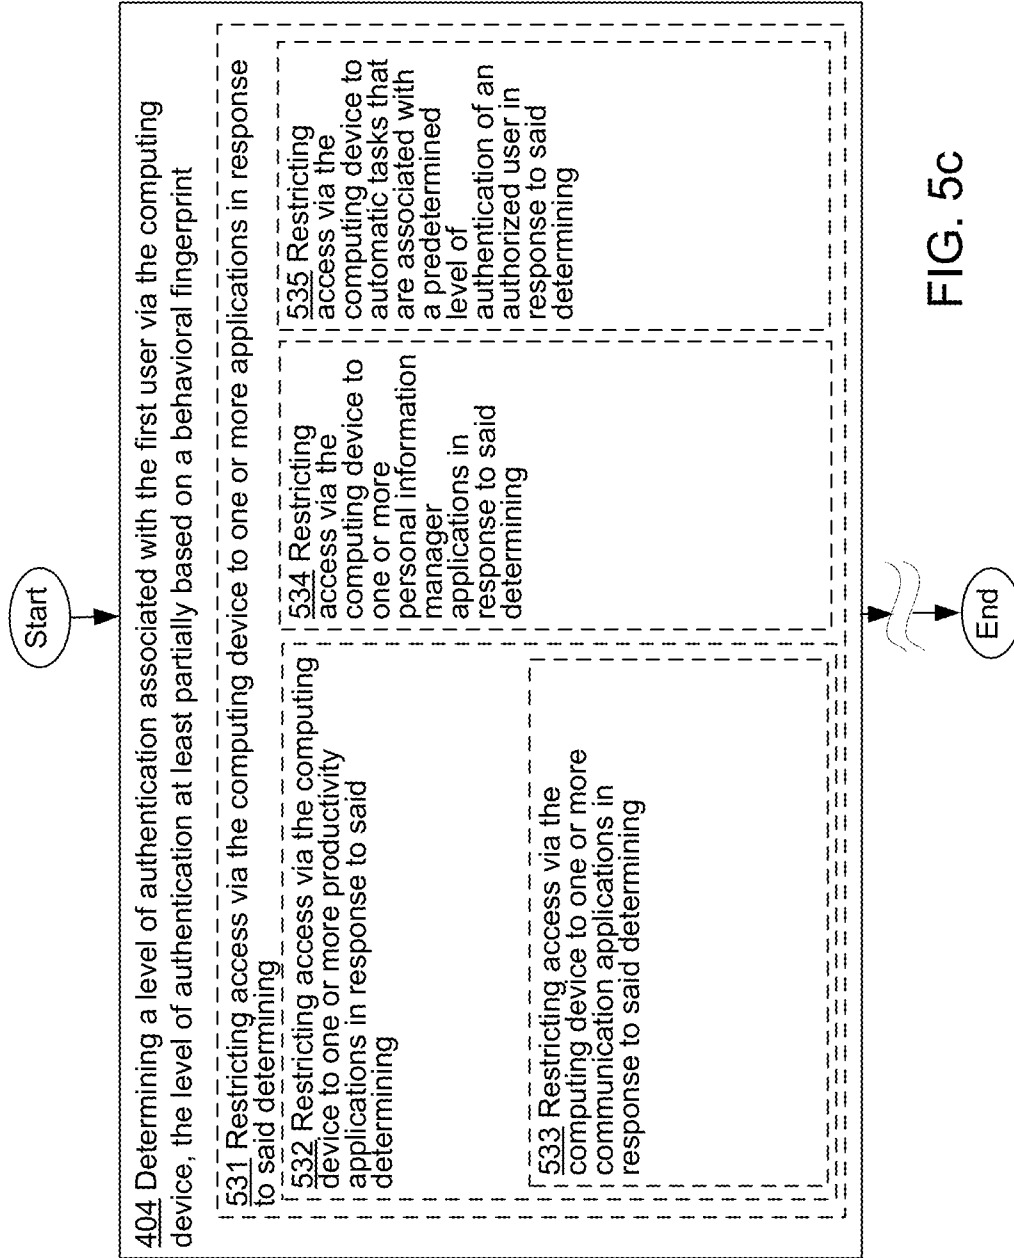 Start
404 Determining a level of authentication associated with the first user via the computing
device, the level of authentication at least partially based on a behavioral fingerprint
531 Restricting access via the computing device to one or more applications in response
to said determining
532 Restricting access via the computing
device to one or more productivity
applications in response to said
determining
533 Restricting access via the
computing device to one or more
communication applications in
response to said determining
534 Restricting
access via the
computing device to
one or more
personal information
manager
applications in
response to said
determining
535 Restricting
access via the
computing device to
automatic tasks that
are associated with
a predetermined
level of
authentication of an
authorized user in
response to said
determining
End
FIG. 5c